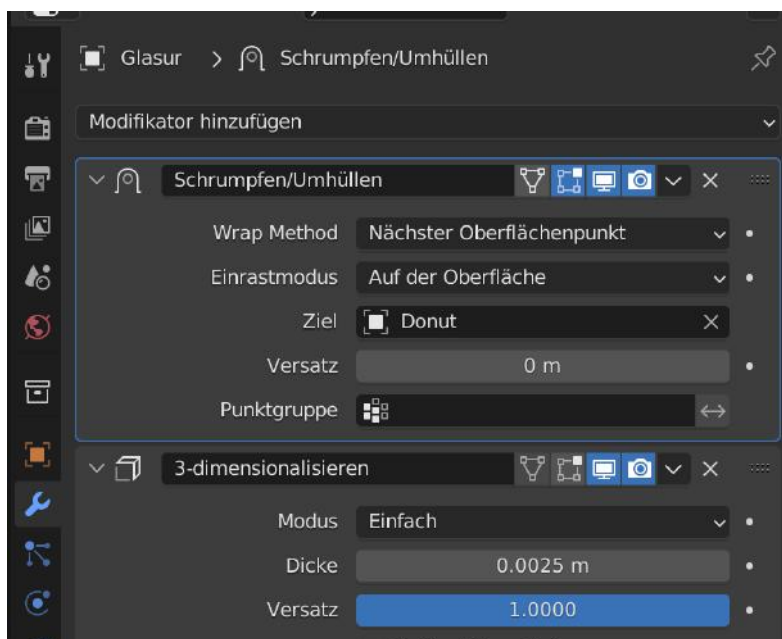 Glasur > Schrumpfen/Umhüllen
Modifikator hinzufügen
Schrumpfen/Umhüllen
Wrap Method Nächster Oberflächenpunkt
Einrastmodus Auf der Oberfläche
Ziel Donut
Versatz 0 m
Punktgruppe
3-dimensionalisieren
Modus Einfach
Dicke 0.0025 m
Versatz 1.0000